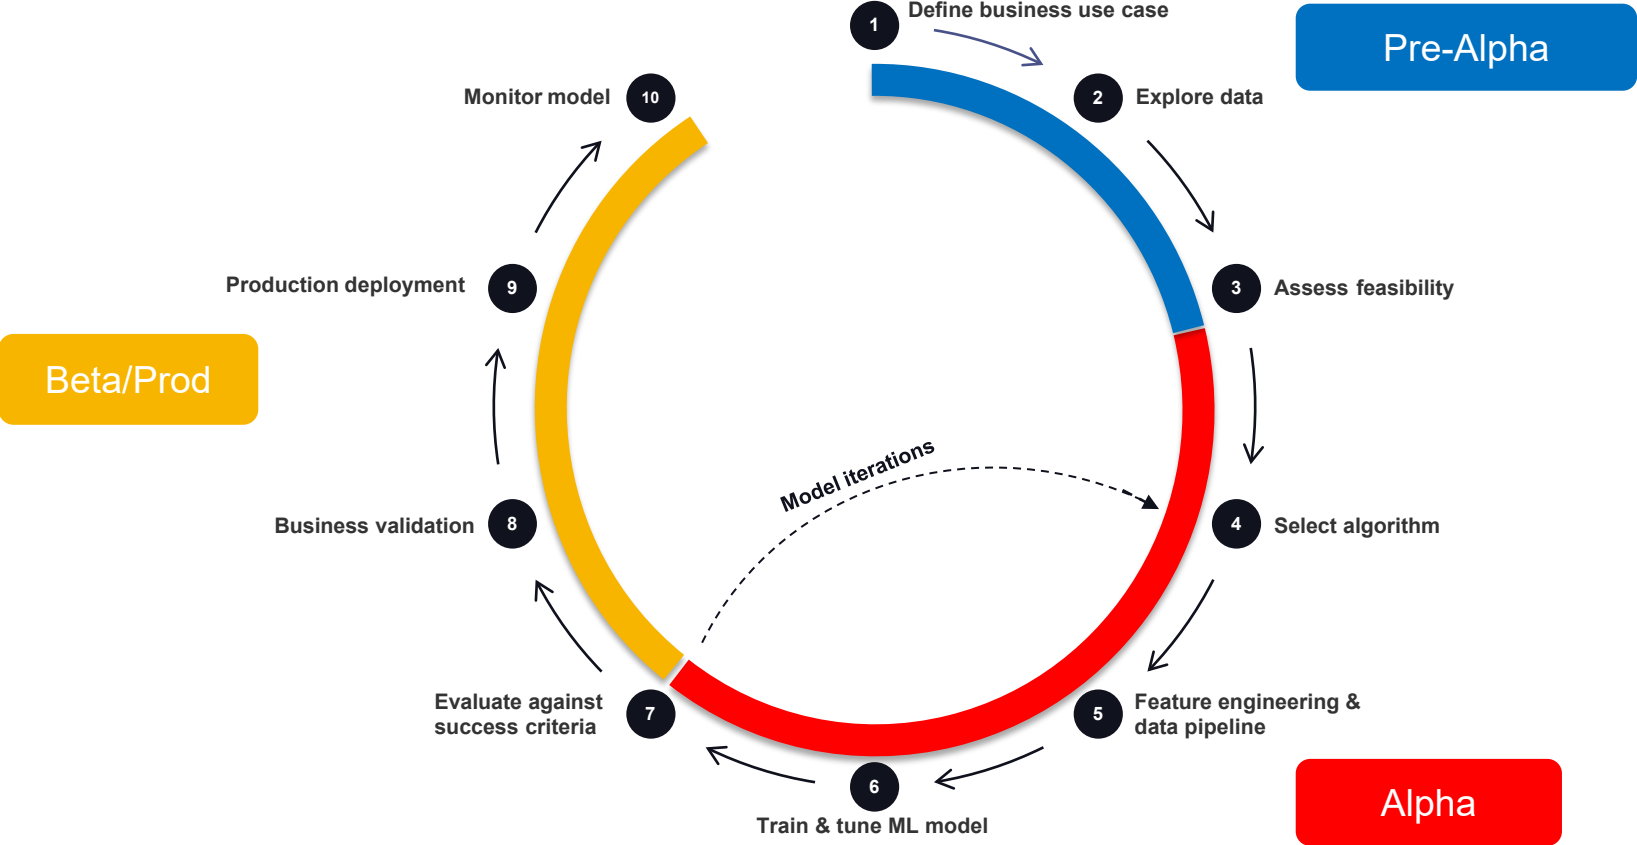 1
Define business use case
Pre-Alpha
2
Explore data
3
Assess feasibility
4
Select algorithm
5
Feature engineering &
data pipeline
Alpha
6
Train & tune ML model
7
Evaluate against
success criteria
Model iterations
8
Business validation
Beta/Prod
9
Production deployment
10
Monitor model